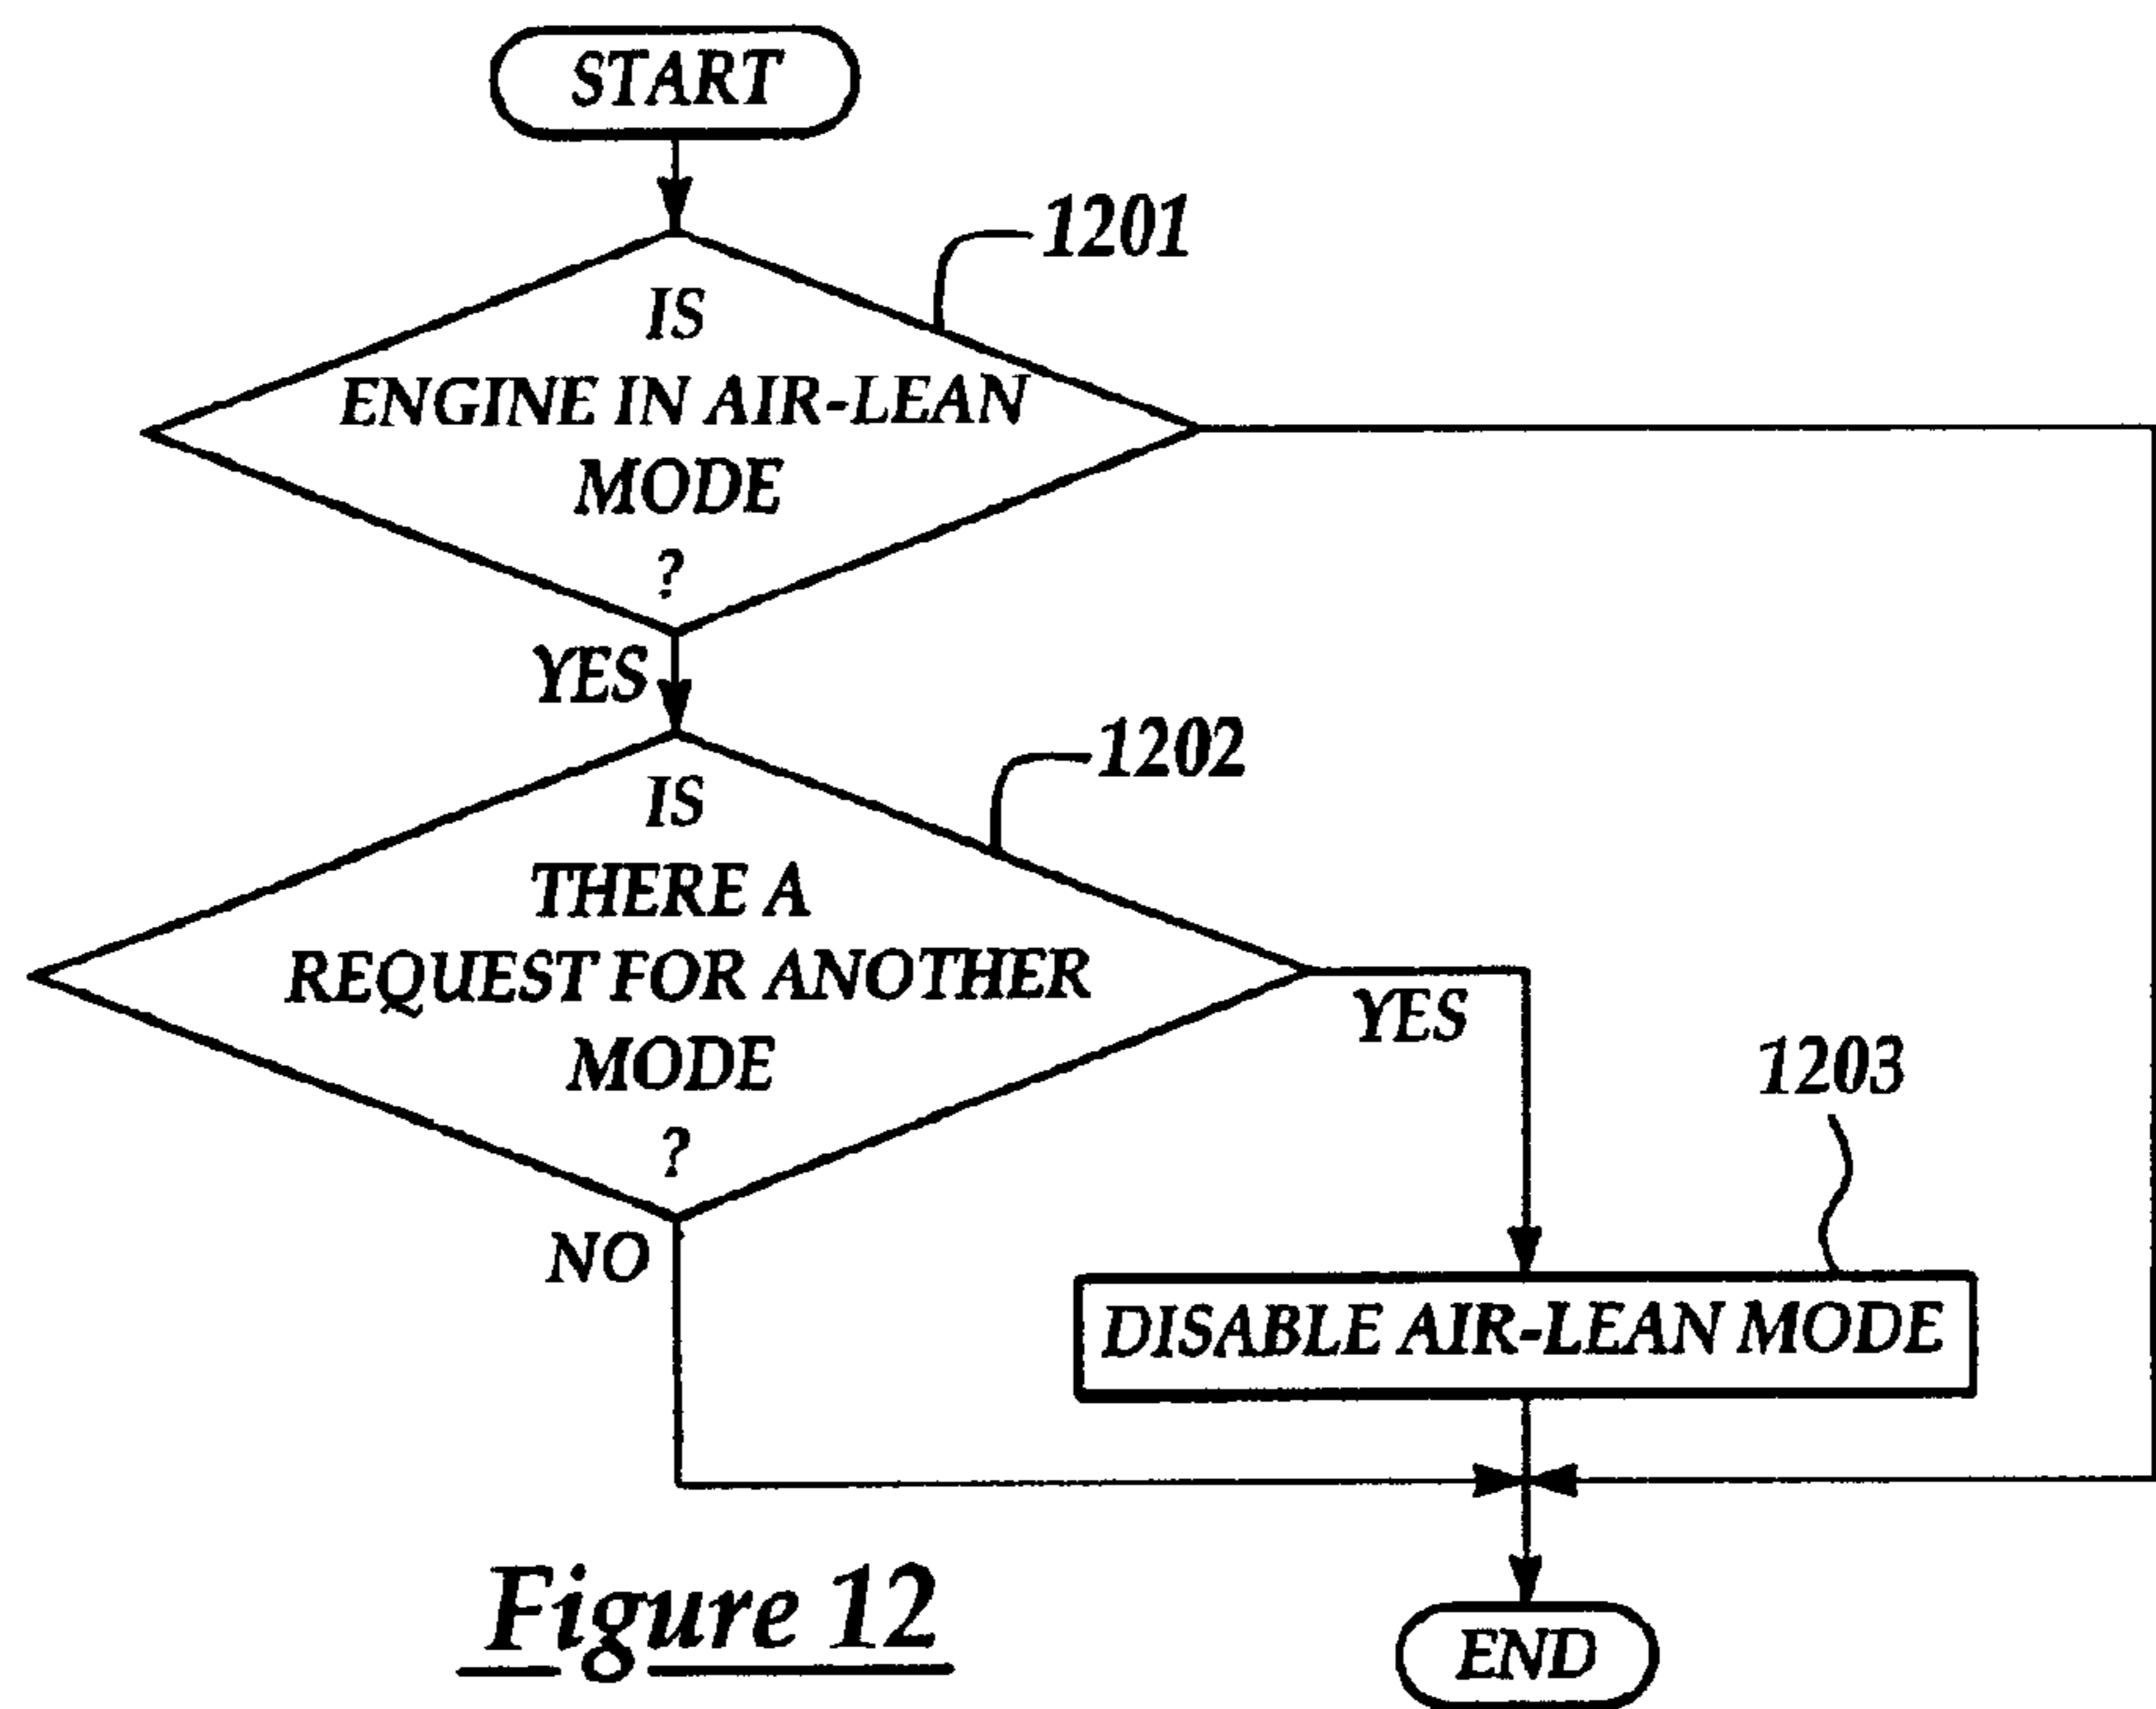 START
1201
IS
ENGINE IN AIR-LEAN
MODE
?
YES
1202
IS
THERE A
REQUEST FOR ANOTHER
MODE
?
YES
NO
1203
DISABLE AIR-LEAN MODE
END
Figure 12